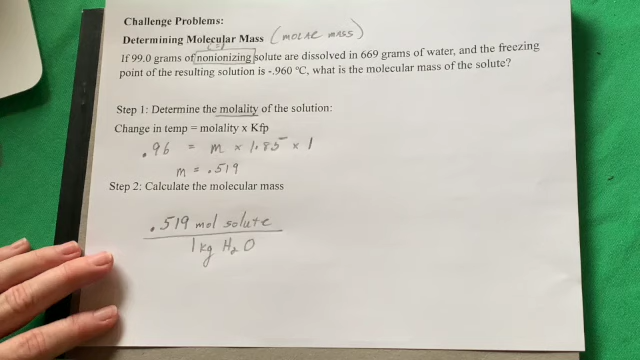 Challenge Problems:
Determining Molecular Mass (MOLAR MASS)
(1)
If 99.0 grams of nonionizing solute are dissolved in 669 grams of water, and the freezing
point of the resulting solution is -.960 °C, what is the molecular mass of the solute?
Step 1: Determine the molality of the solution:
Change in temp = molality x Kfp
.96 = m x 1.85 x 1
m = .519
Step 2: Calculate the molecular mass
.519 mol solute
1 kg H₂O